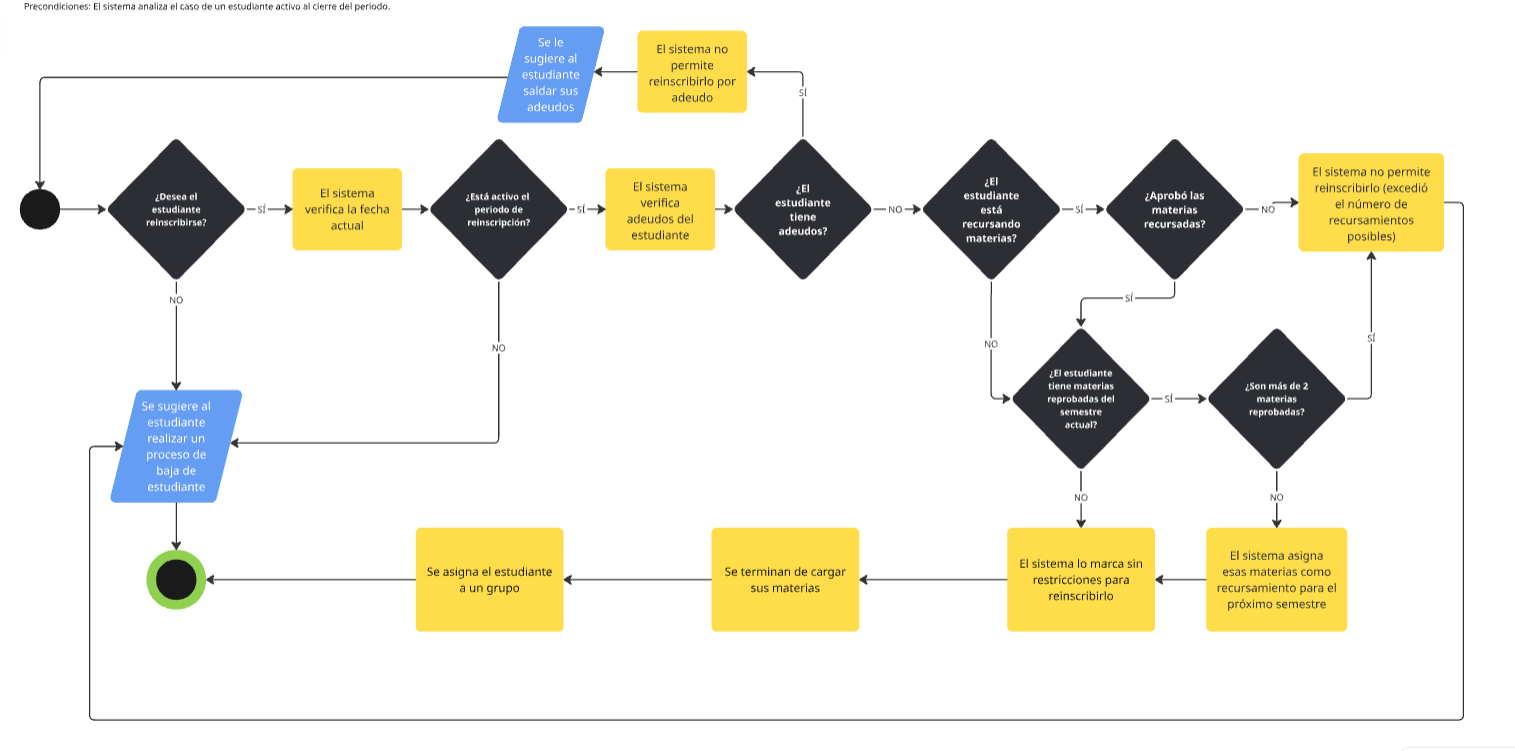 Precondiciones: El sistema analiza el caso de un estudiante activo al cierre del periodo.
Se le
sugiere al
estudiante
saldar sus
adeudos
El sistema no
permite
reinscribirlo por
adeudo
SÍ
¿Desea el
estudiante
reinscribirse?
SÍ
El sistema
verifica la fecha
actual
¿Está activo el
periodo de
reinscripción?
SÍ
El sistema
verifica
adeudos del
estudiante
¿El
estudiante
tiene
adeudos?
NO
¿El
estudiante
está
recursando
materias?
SÍ
¿Aprobó las
materias
recursadas?
NO
El sistema no permite
reinscribirlo (excedió
el número de
recursamientos
posibles)
NO
NO
NO
SÍ
SÍ
¿El estudiante
tiene materias
reprobadas del
semestre
actual?
SÍ
¿Son más de 2
materias
reprobadas?
Se sugiere al
estudiante
realizar un
proceso de
baja de
estudiante
NO
NO
Se asigna el estudiante
a un grupo
Se terminan de cargar
sus materias
El sistema lo marca sin
restricciones para
reinscribirlo
El sistema asigna
esas materias como
recursamiento para el
próximo semestre